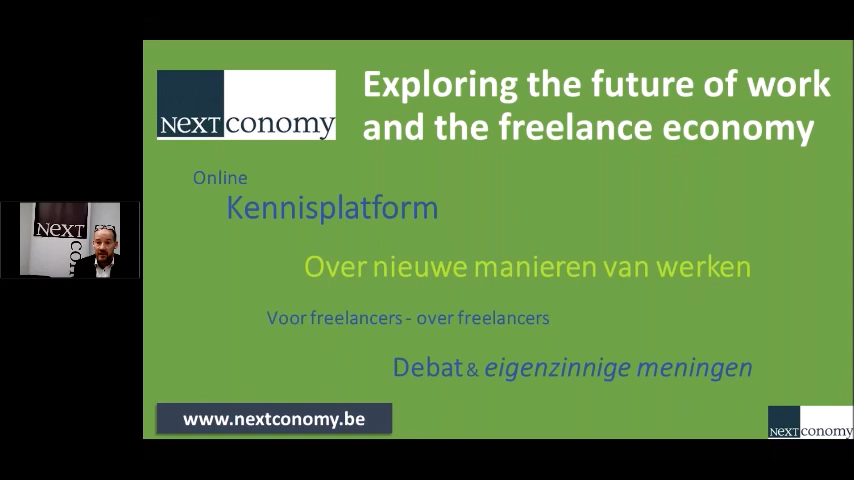 NEXTconomy
Exploring the future of work
and the freelance economy
Online
Kennisplatform
Over nieuwe manieren van werken
Voor freelancers - over freelancers
Debat & eigenzinnige meningen
www.nextconomy.be
NEXTconomy
NEXT